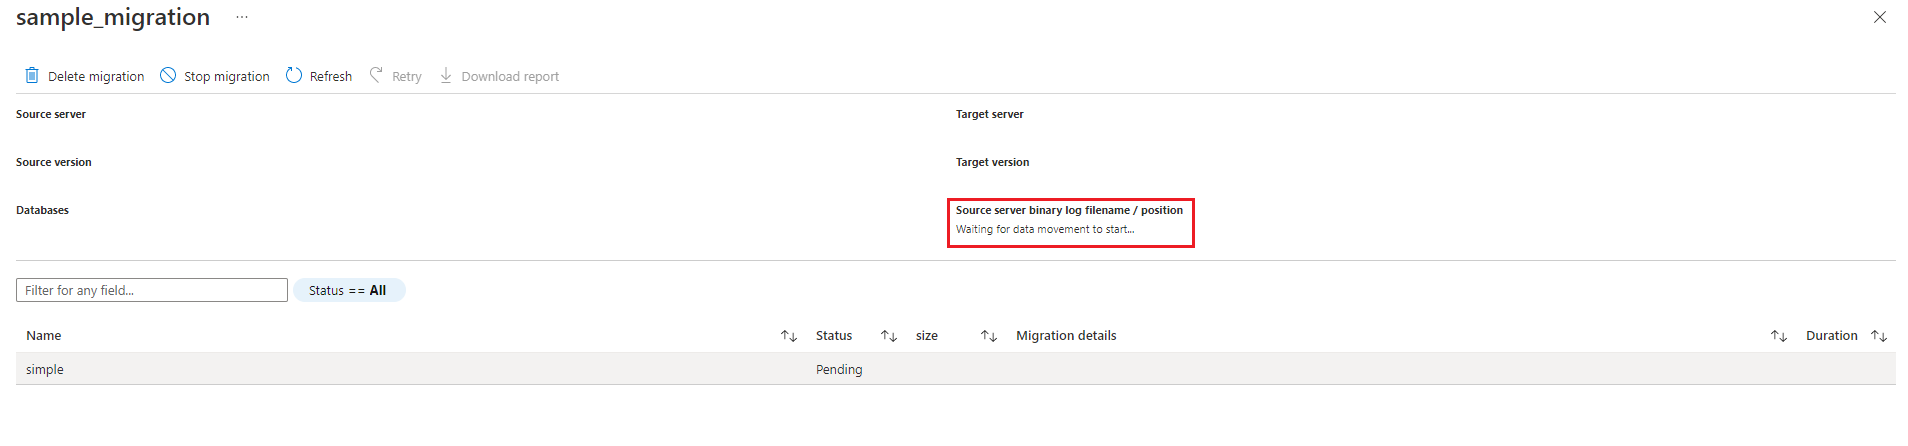 sample_migration ...
Delete migration Stop migration Refresh Retry Download report
Source server Target server
Source version Target version
Databases Source server binary log filename / position
Waiting for data movement to start...
Filter for any field... Status == All
Name Status size Migration details Duration
simple Pending